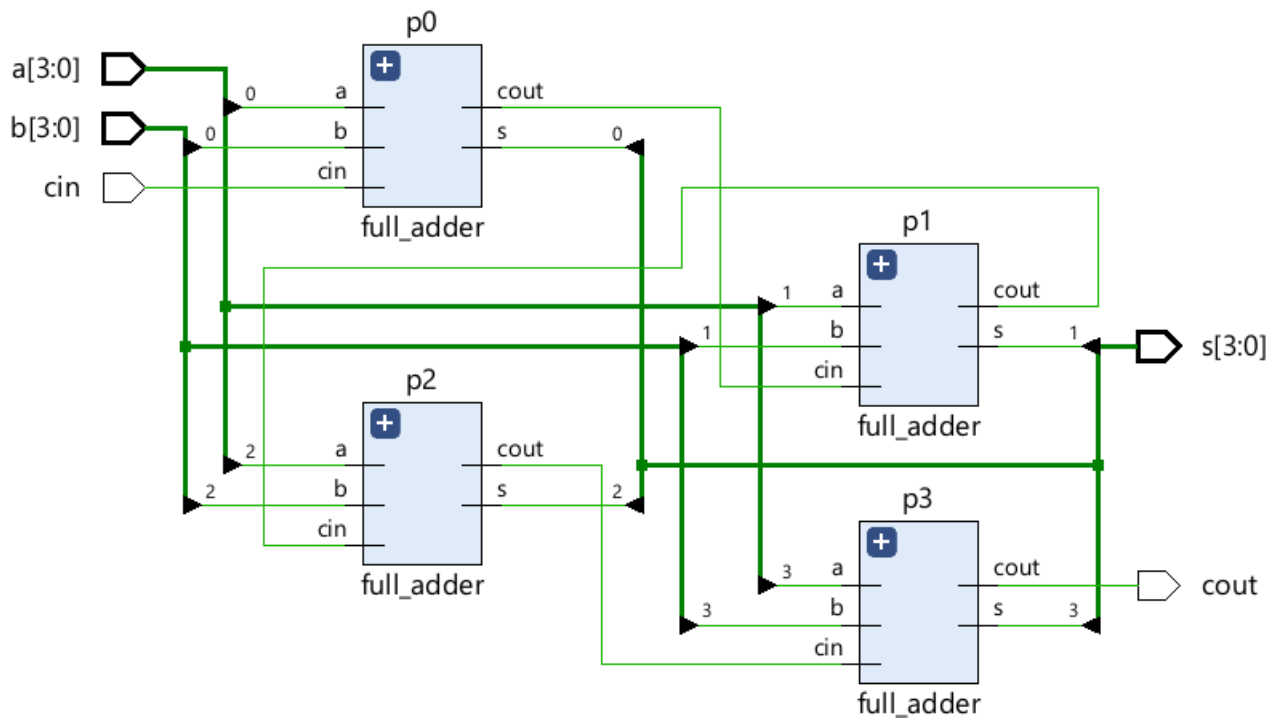 p0
a[3:0]
0
a
cout
b[3:0]
0
b
s
0
cin
cin
full_adder
p1
1
a
cout
1
b
s
1
s[3:0]
cin
p2
full_adder
2
a
cout
2
b
s
2
p3
cin
3
a
cout
cout
full_adder
3
b
s
3
cin
full_adder